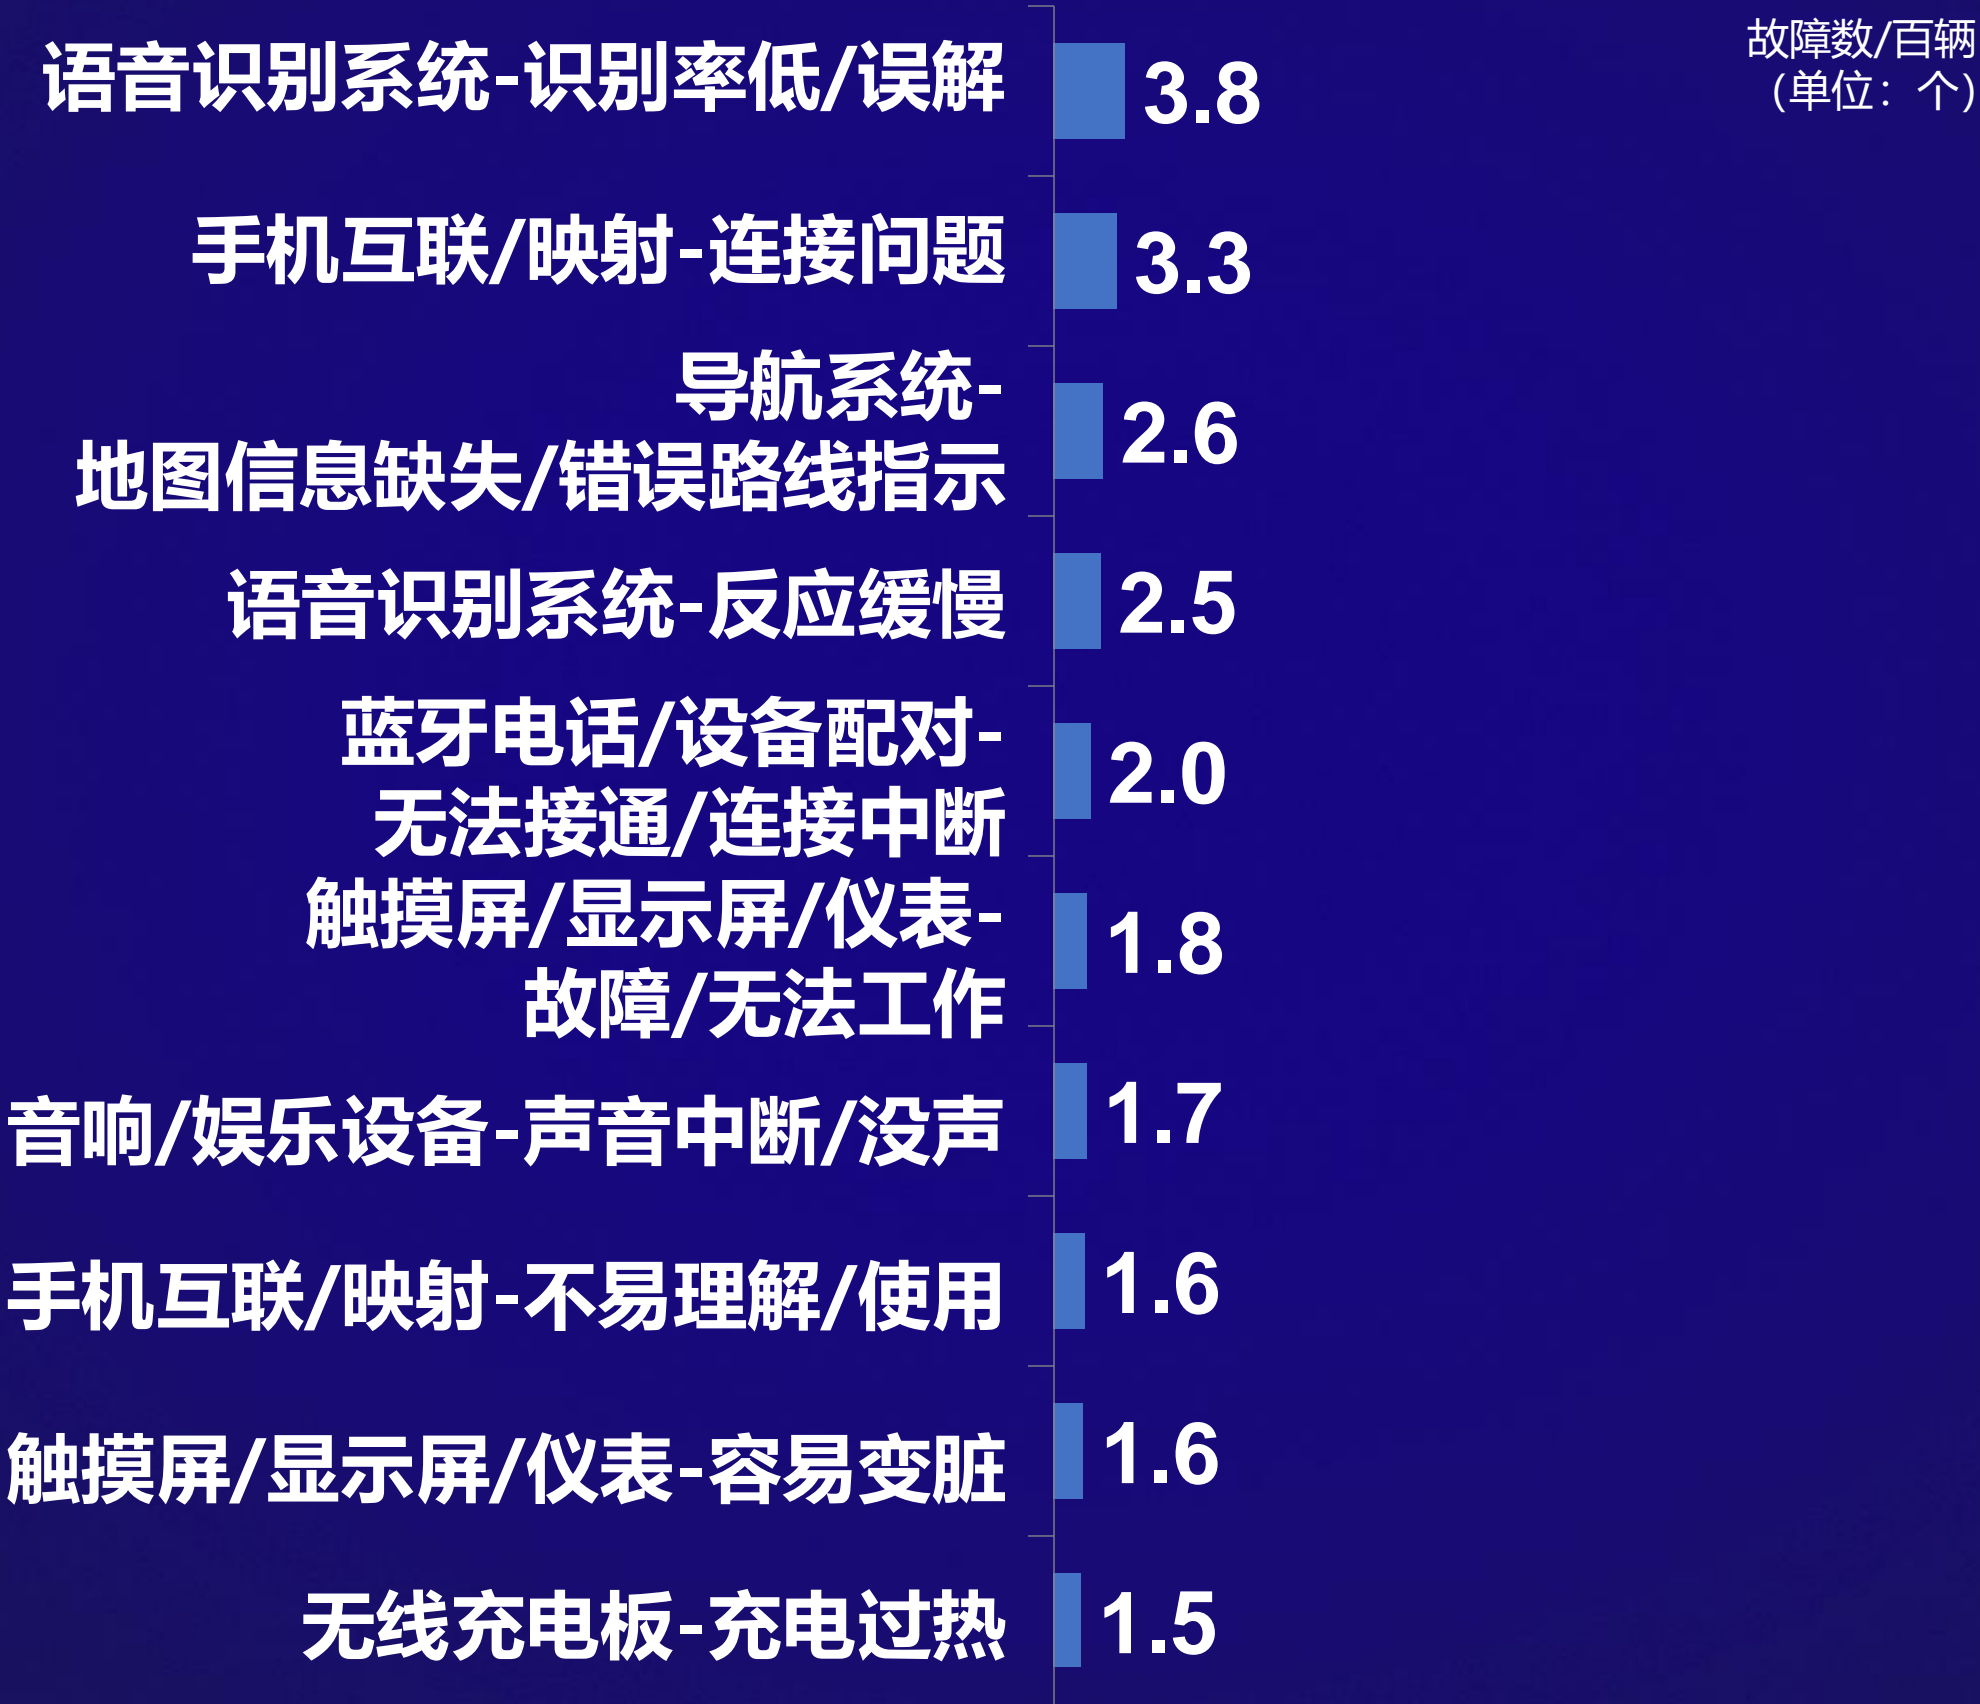 故障数/百辆
（单位：个）
语音识别系统-识别率低/误解
3.8
手机互联/映射-连接问题
3.3
导航系统-
地图信息缺失/错误路线指示
2.6
语音识别系统-反应缓慢
2.5
蓝牙电话/设备配对-
无法接通/连接中断
2.0
触摸屏/显示屏/仪表-
故障/无法工作
1.8
音响/娱乐设备-声音中断/没声
1.7
手机互联/映射-不易理解/使用
1.6
触摸屏/显示屏/仪表-容易变脏
1.6
无线充电板-充电过热
1.5